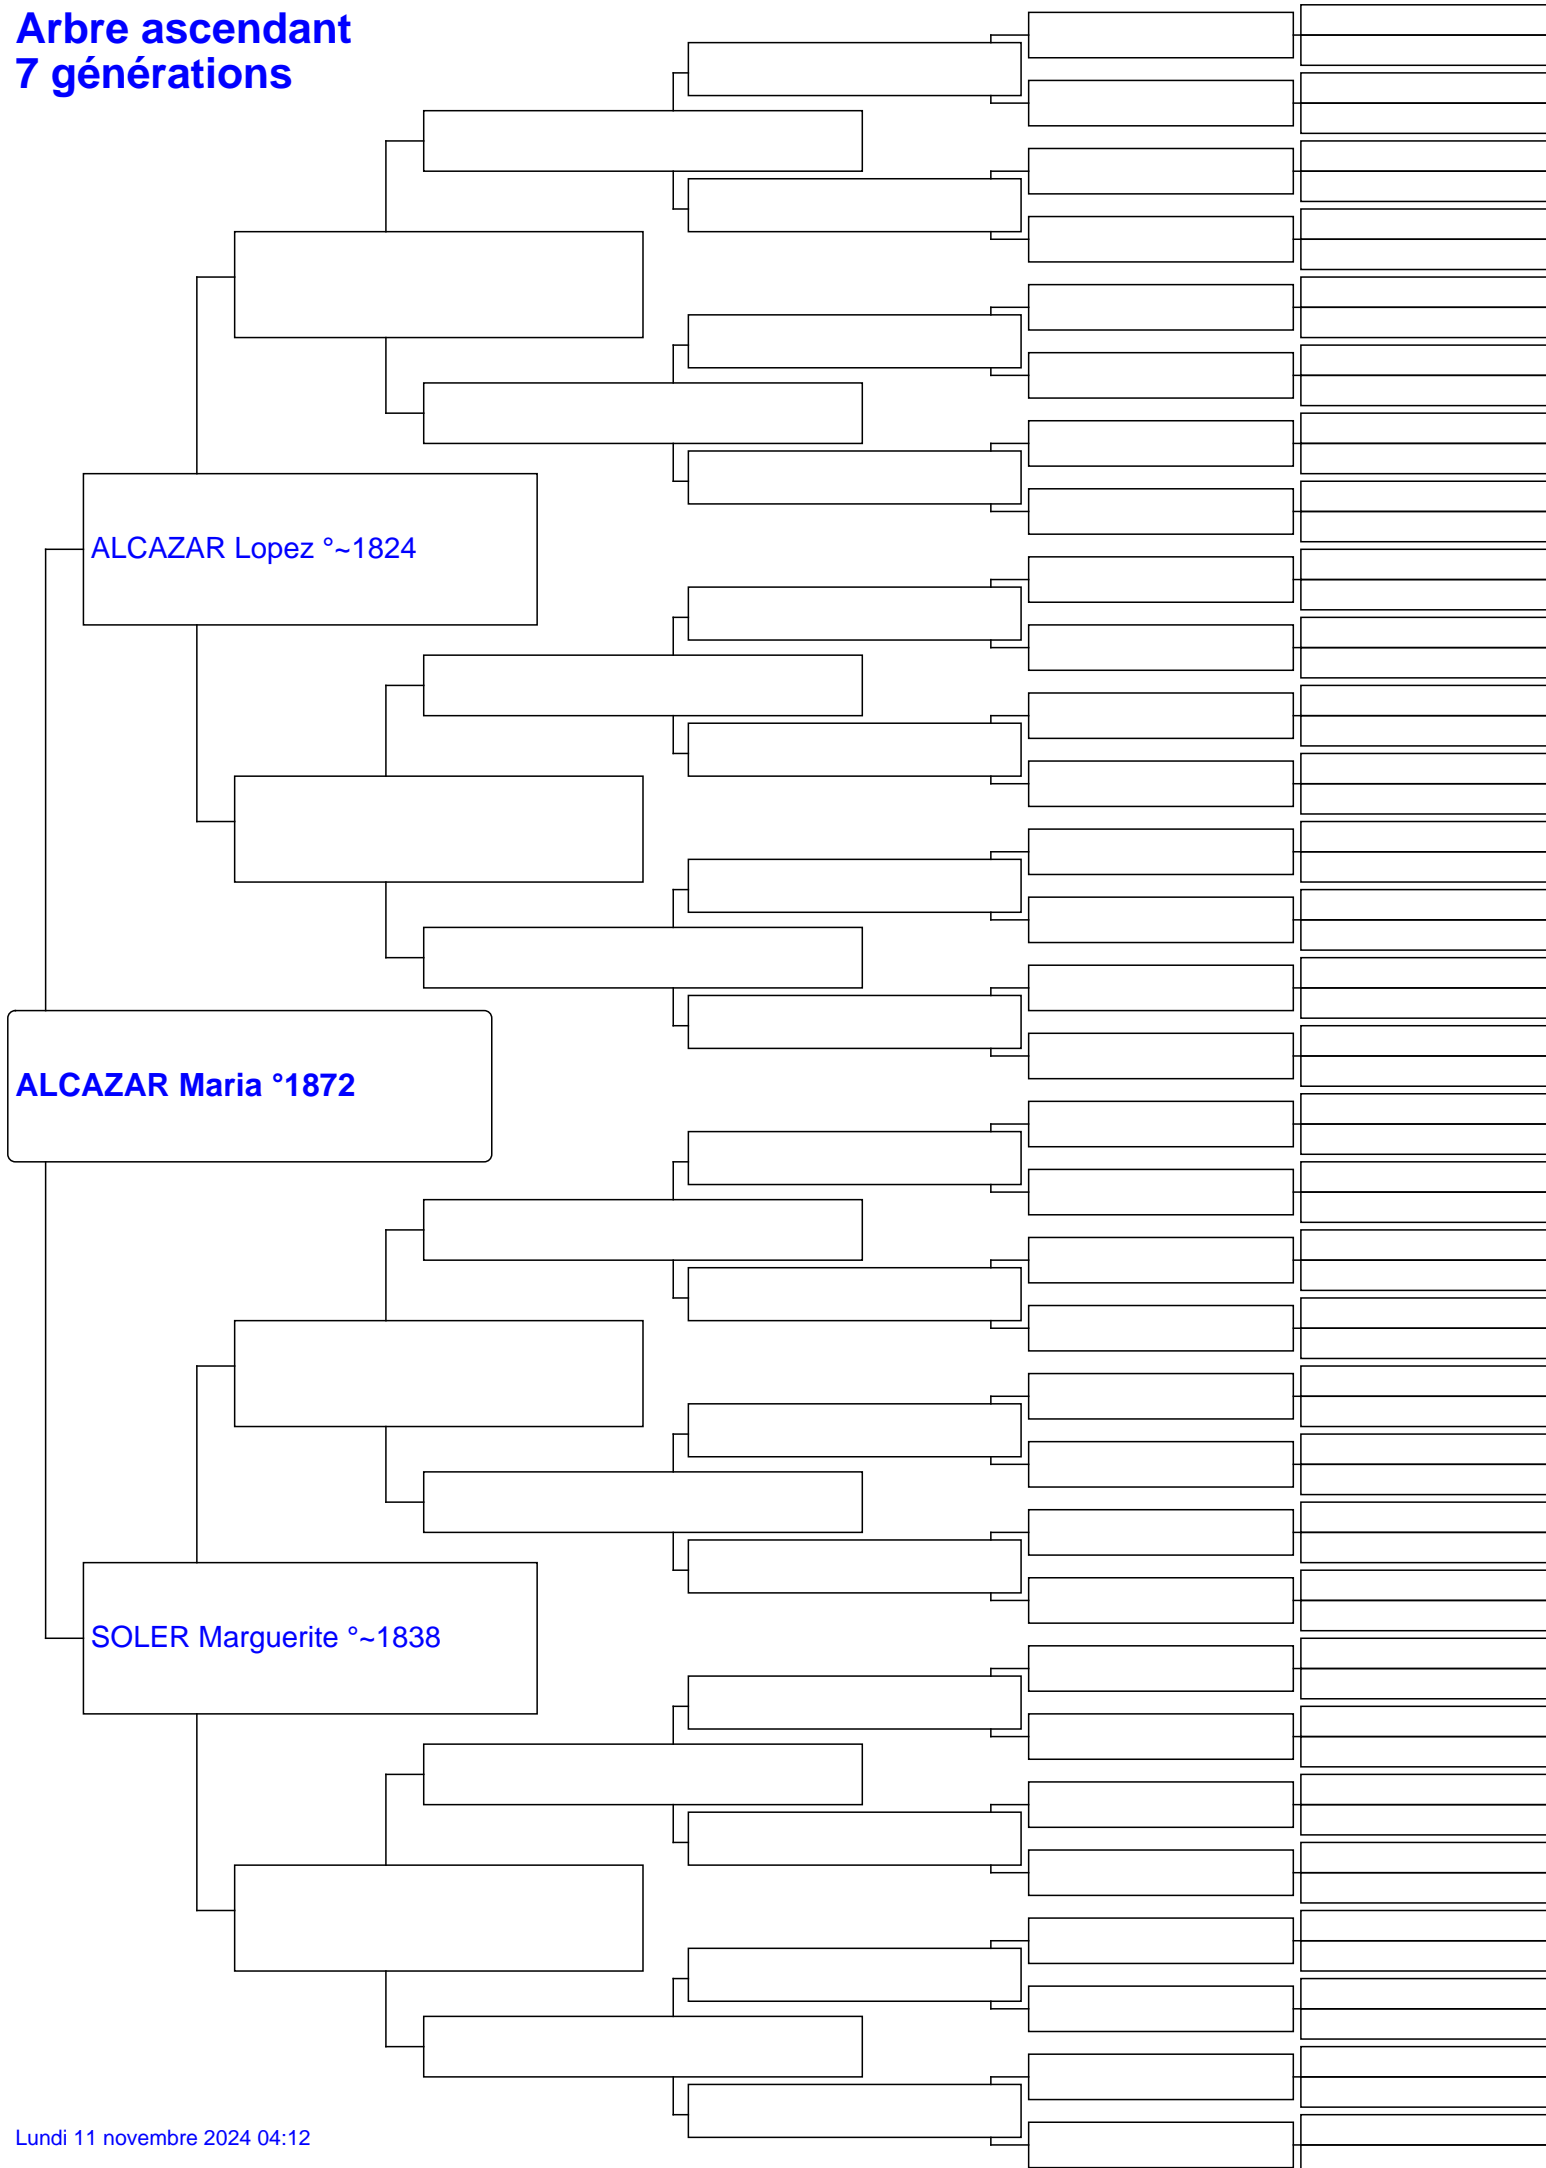 Arbre ascendant
7 générations
ALCAZAR Lopez °~1824
ALCAZAR Maria °1872
SOLER Marguerite °~1838
Lundi 11 novembre 2024 04:12